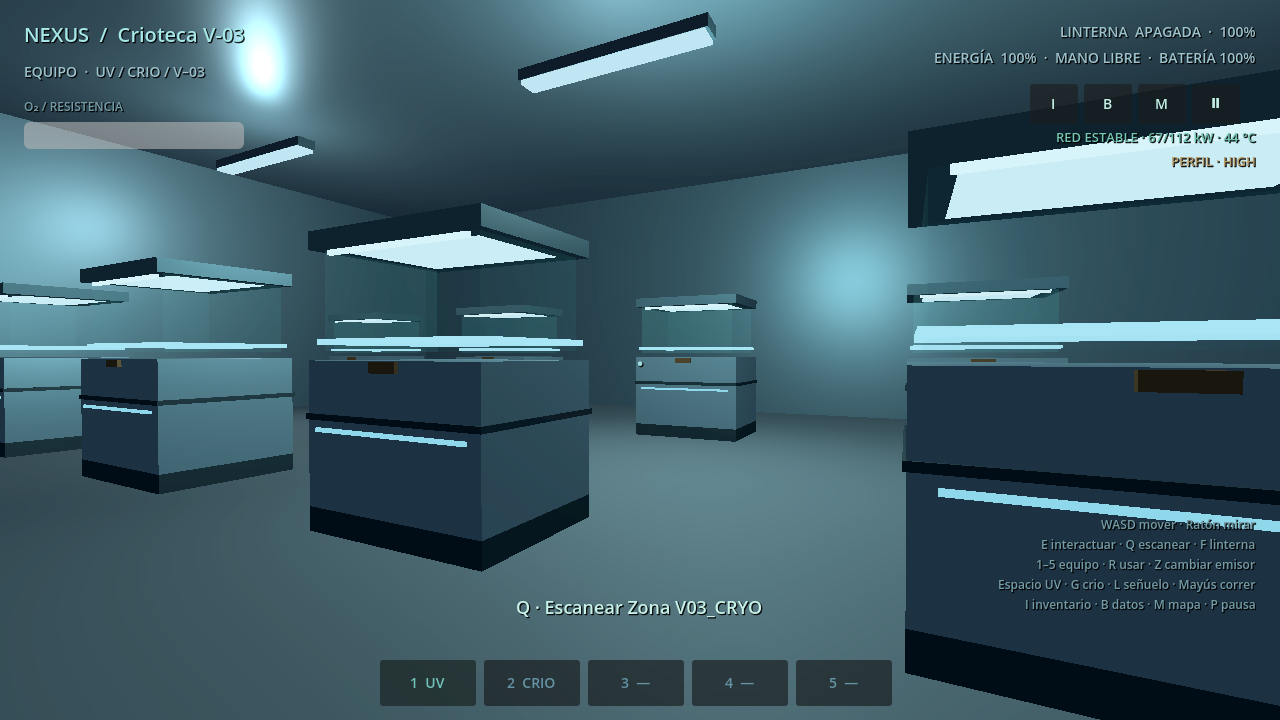 NEXUS / Crioteca V-03
EQUIPO · UV / CRIO / V-03
O₂ / RESISTENCIA
LINTERNA APAGADA · 100%
ENERGÍA 100% · MANO LIBRE · BATERÍA 100%
I B M II
RED ESTABLE · 67/112 kW · 44 °C
PERFIL · HIGH
WASD mover · Ratón mirar
E interactuar · Q escanear · F linterna
1–5 equipo · R usar · Z cambiar emisor
Espacio UV · G crio · L señuelo · Mayús correr
I inventario · B datos · M mapa · P pausa
Q · Escanear Zona V03_CRYO
1 UV
2 CRIO
3 —
4 —
5 —